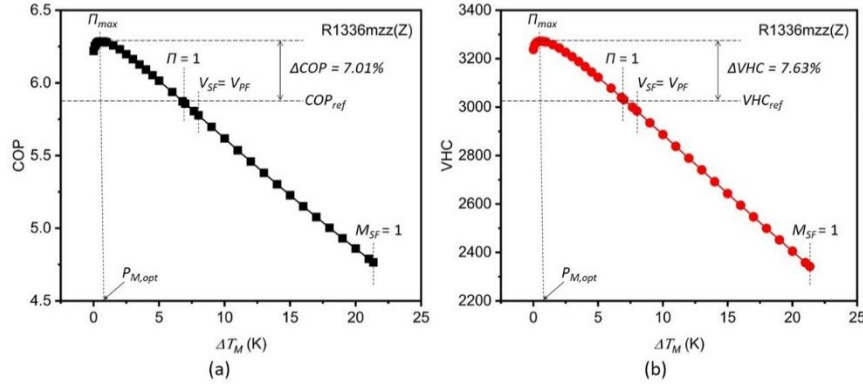 Π_max
R1336mzz(Z)
6.5
Π = 1
ΔCOP = 7.01%
V_SF= V_PF
6.0
COP_ref
COP
5.5
5.0
M_SF = 1
P_M,opt
4.5
0 5 10 15 20 25
ΔT_M (K)
(a)
Π_max
R1336mzz(Z)
3400
3200
Π = 1
ΔVHC = 7.63%
V_SF= V_PF
3000
VHC_ref
VHC
2800
2600
2400
M_SF = 1
P_M,opt
2200
0 5 10 15 20 25
ΔT_M (K)
(b)